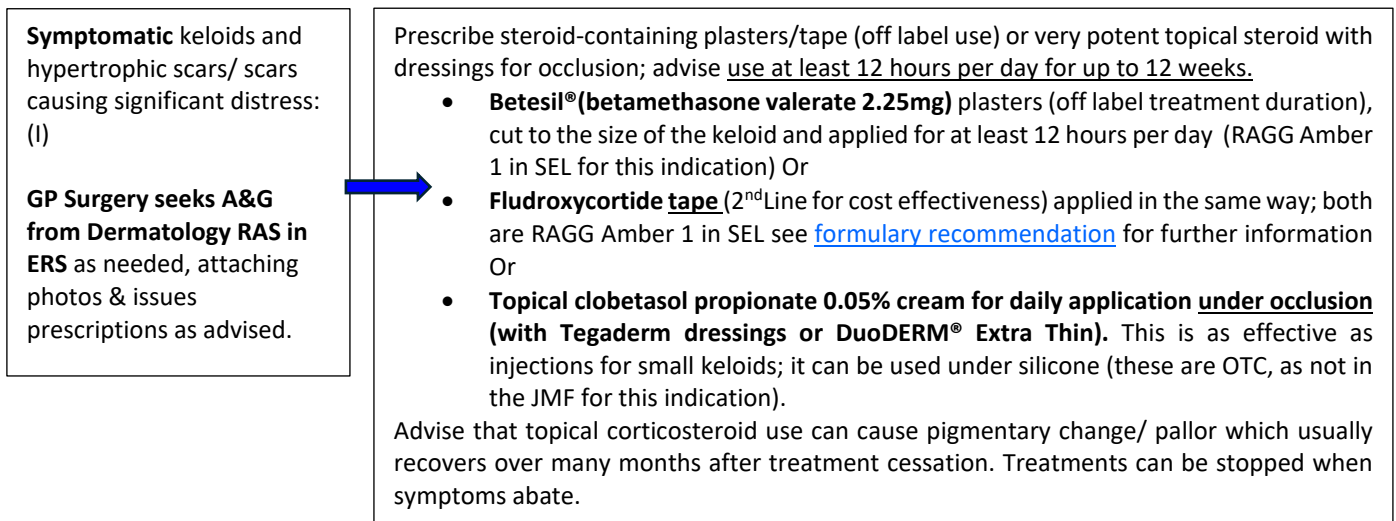 Symptomatic keloids and
hypertrophic scars/ scars
causing significant distress:
(I)
GP Surgery seeks A&G
from Dermatology RAS in
ERS as needed, attaching
photos & issues
prescriptions as advised.
Prescribe steroid-containing plasters/tape (off label use) or very potent topical steroid with
dressings for occlusion; advise use at least 12 hours per day for up to 12 weeks.
• Betesil®(betamethasone valerate 2.25mg) plasters (off label treatment duration),
cut to the size of the keloid and applied for at least 12 hours per day (RAGG Amber
1 in SEL for this indication) Or
• Fludroxycortide tape (2ndLine for cost effectiveness) applied in the same way; both
are RAGG Amber 1 in SEL see formulary recommendation for further information
Or
• Topical clobetasol propionate 0.05% cream for daily application under occlusion
(with Tegaderm dressings or DuoDERM® Extra Thin). This is as effective as
injections for small keloids; it can be used under silicone (these are OTC, as not in
the JMF for this indication).
Advise that topical corticosteroid use can cause pigmentary change/ pallor which usually
recovers over many months after treatment cessation. Treatments can be stopped when
symptoms abate.